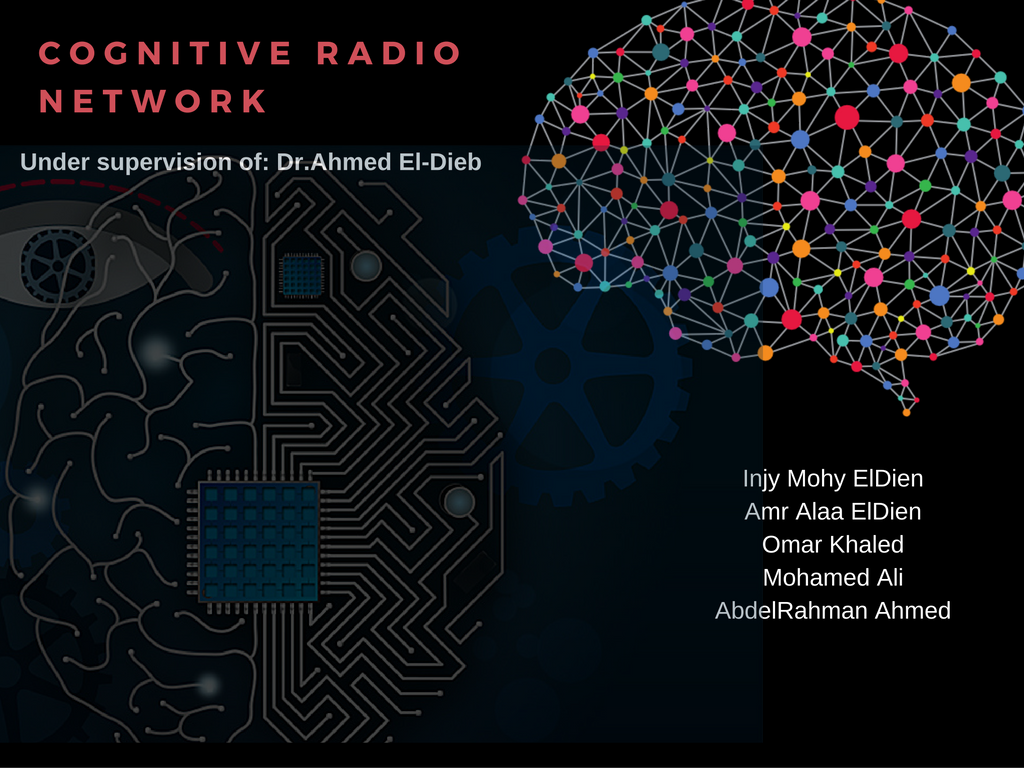 COGNITIVE RADIO
NETWORK
Under supervision of: Dr.Ahmed El-Dieb
Injy Mohy ElDien
Amr Alaa ElDien
Omar Khaled
Mohamed Ali
AbdelRahman Ahmed